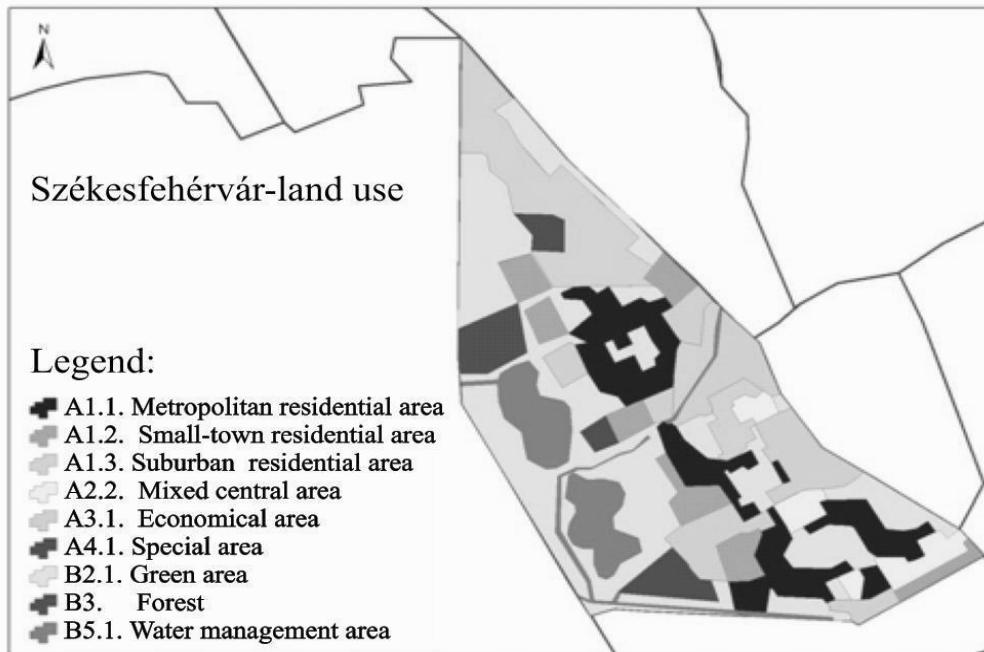 N
Székesfehérvár-land use
Legend:
A1.1. Metropolitan residential area
A1.2. Small-town residential area
A1.3. Suburban residential area
A2.2. Mixed central area
A3.1. Economical area
A4.1. Special area
B2.1. Green area
B3. Forest
B5.1. Water management area